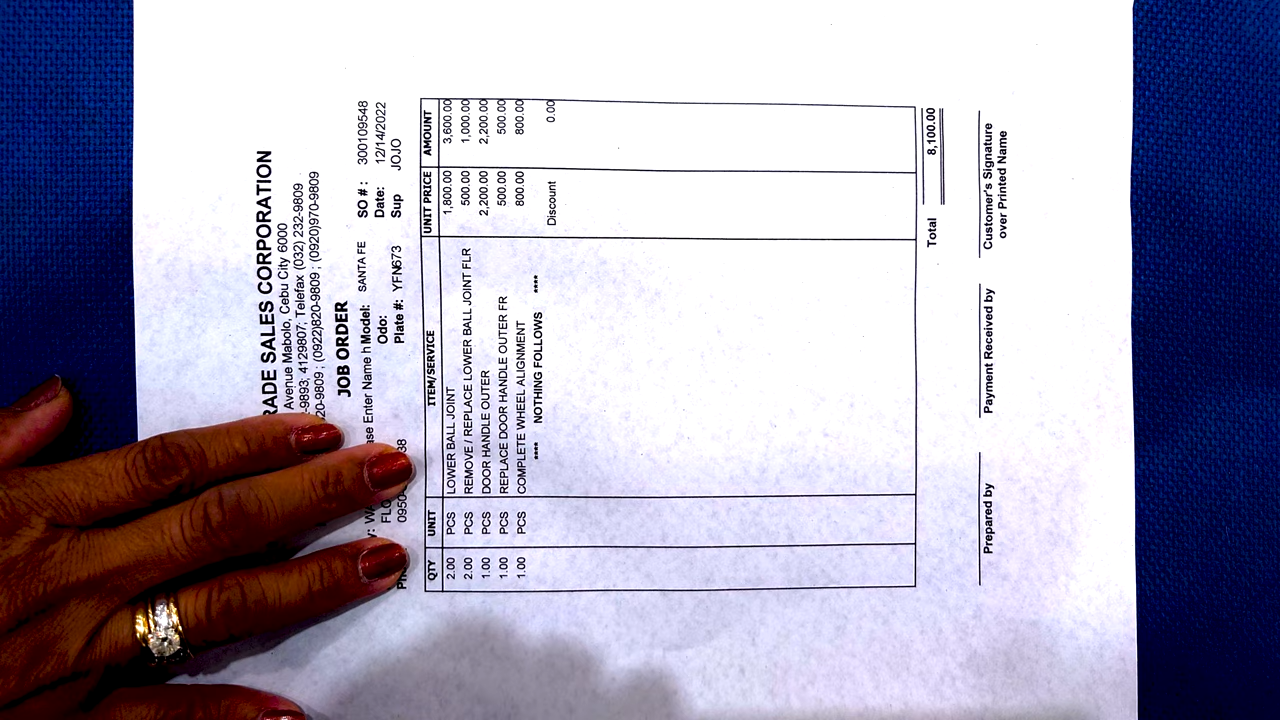 RADE SALES CORPORATION
Avenue Mabolo, Cebu City 6000
-9893; 4129807; Telefax (032) 232-9809
20-9809 ; (0922)820-9809 ; (0920)970-9809
JOB ORDER
ase Enter Name h Model: SANTA FE SO # : 300109548
FLO Odo: Date: 12/14/2022
0950 38 Plate #: YFN673 Sup JOJO
QTY UNIT ITEM/SERVICE UNIT PRICE AMOUNT
2.00 PCS LOWER BALL JOINT 1,800.00 3,600.00
2.00 PCS REMOVE / REPLACE LOWER BALL JOINT FLR 500.00 1,000.00
1.00 PCS DOOR HANDLE OUTER 2,200.00 2,200.00
1.00 PCS REPLACE DOOR HANDLE OUTER FR 500.00 500.00
1.00 PCS COMPLETE WHEEL ALIGNMENT 800.00 800.00
**** NOTHING FOLLOWS ****
Discount 0.00
Total 8,100.00
Prepared by Payment Received by Customer's Signature
over Printed Name